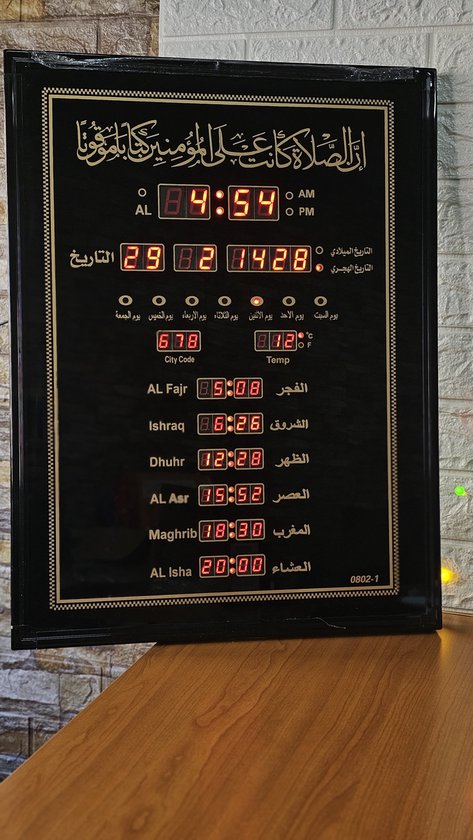 إن الصلاة كانت على المؤمنين كتابا موقوتا
AM
4:54
AL PM
التاريخ الميلادي
29 2 1428 التاريخ
التاريخ الهجري
يوم السبت يوم الاحد يوم الاثنين يوم الثلاثاء يوم الاربعاء يوم الخميس يوم الجمعة
678 12 °C F
City Code Temp
AL Fajr 5:08 الفجر
Ishraq 6:26 الشروق
Dhuhr 12:28 الظهر
AL Asr 15:52 العصر
Maghrib 18:30 المغرب
AL Isha 20:00 العشاء
0802-1